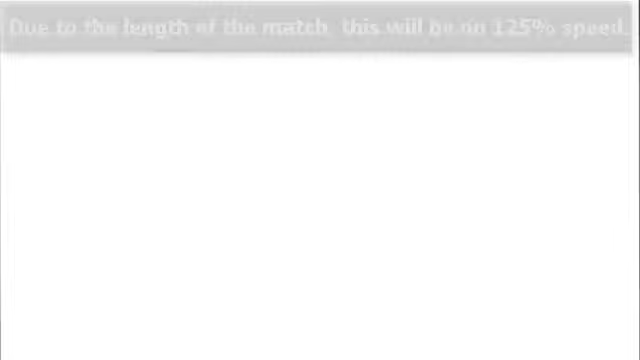 Due to the length of the match, this will be on 125% speed.